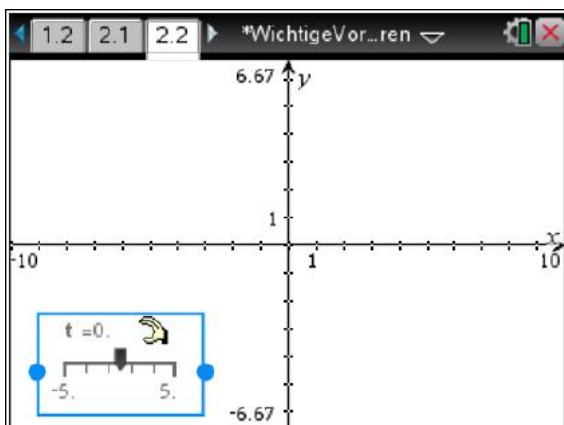 1.2 2.1 2.2 *WichtigeVor...ren
6.67 y
1
x
-10 1 10
t =0.
-5. 5.
-6.67